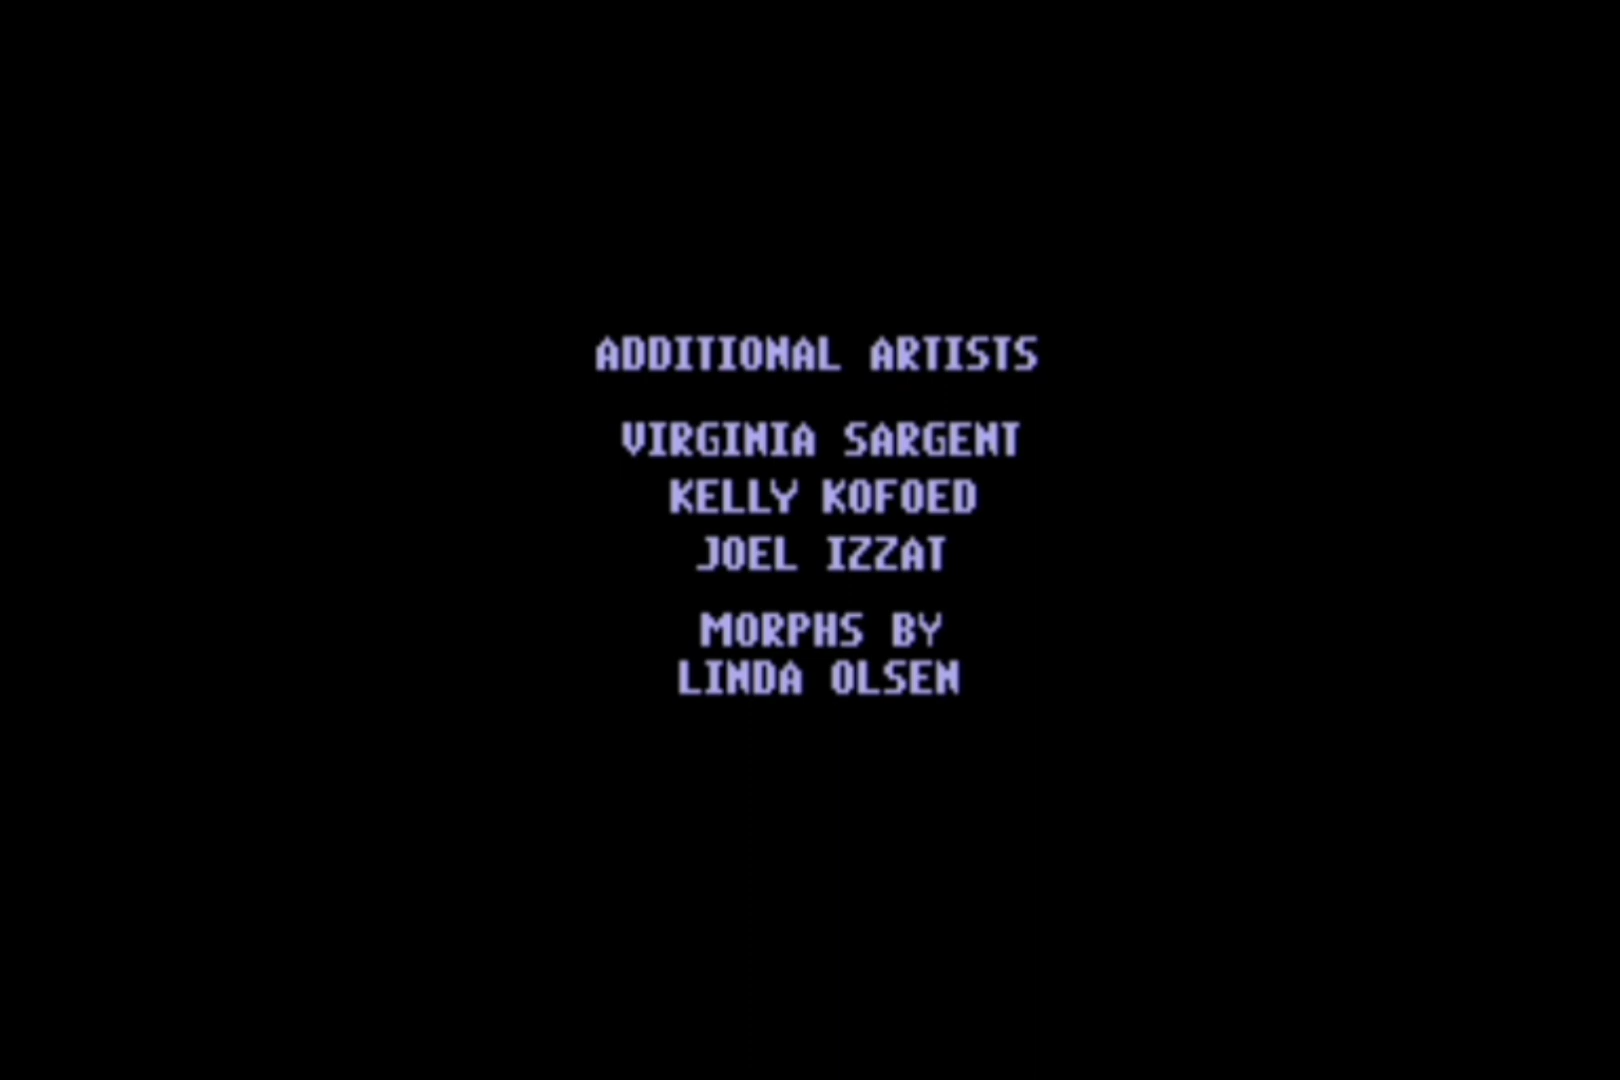 ADDITIONAL ARTISTS
VIRGINIA SARGENT
KELLY KOFOED
JOEL IZZAT
MORPHS BY
LINDA OLSEN